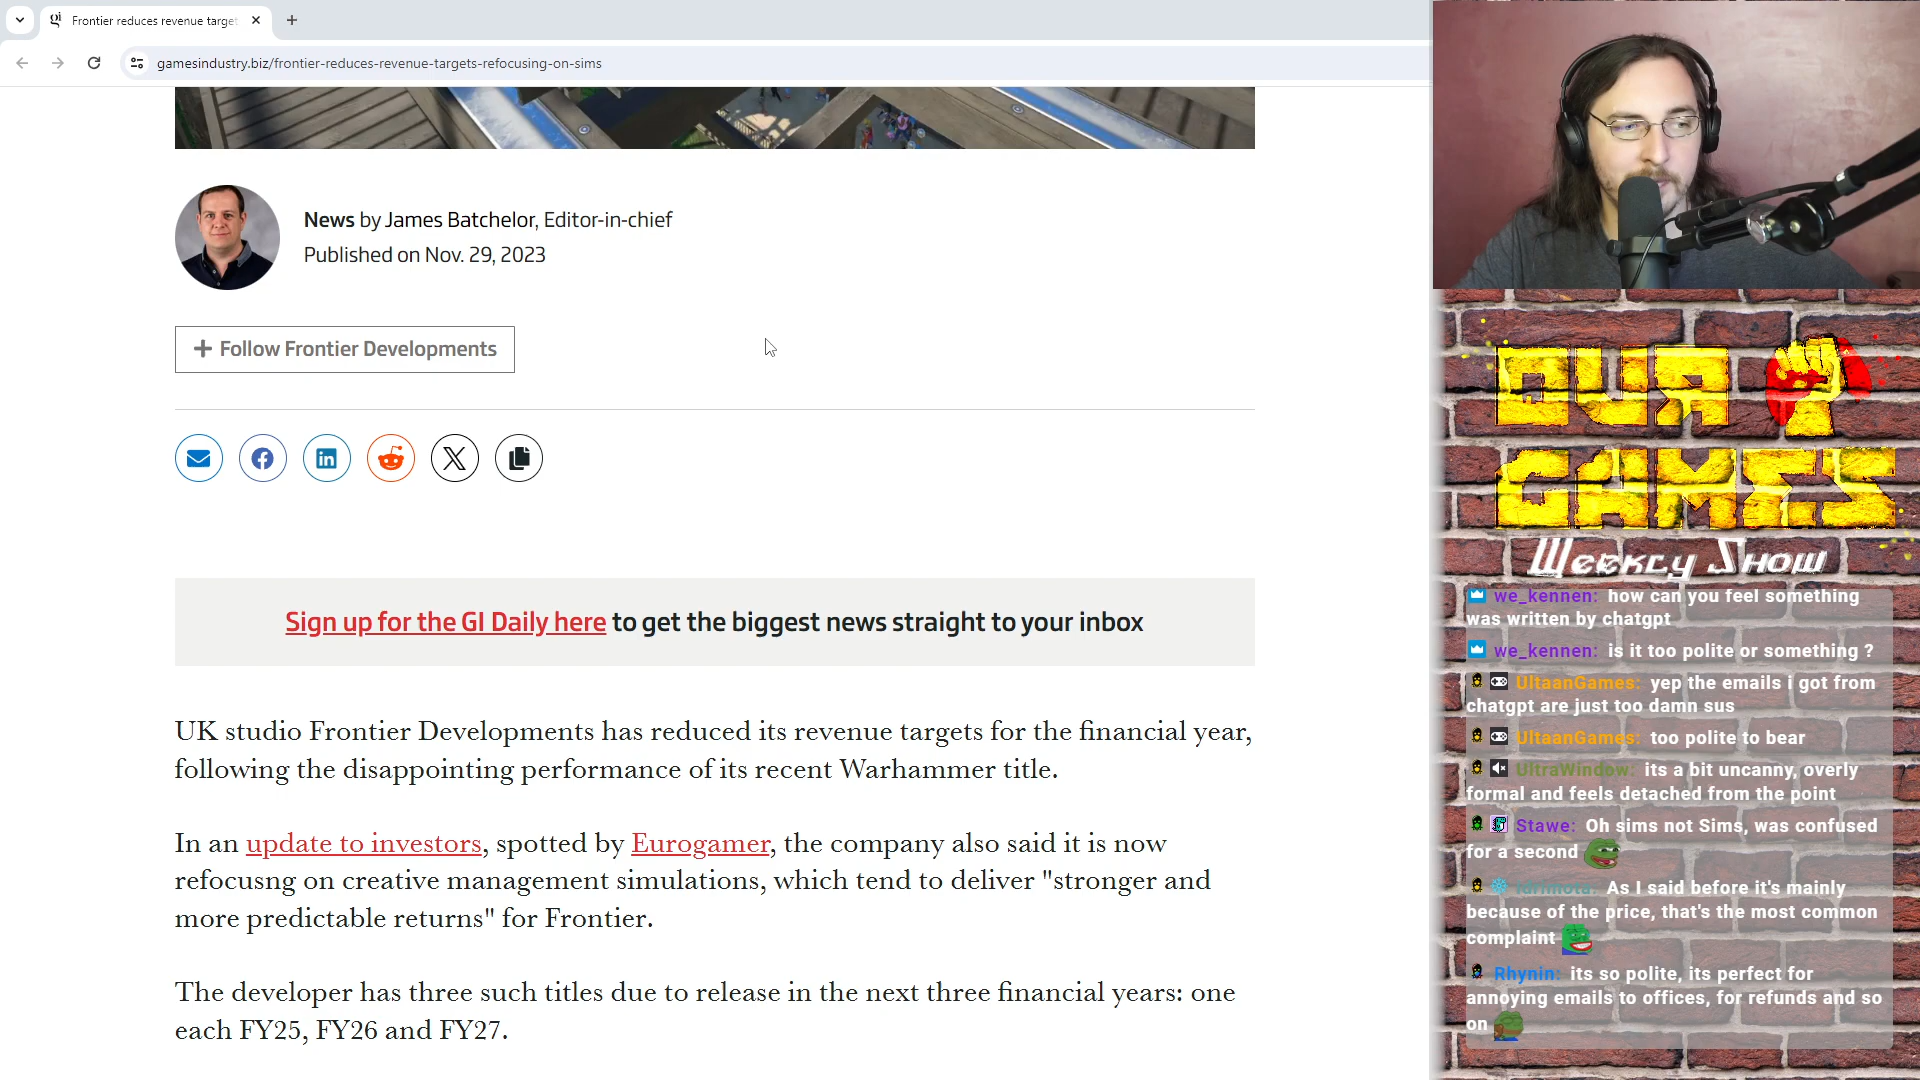 Frontier reduces revenue target
gamesindustry.biz/frontier-reduces-revenue-targets-refocusing-on-sims
News by James Batchelor, Editor-in-chief
Published on Nov. 29, 2023
Follow Frontier Developments
Sign up for the GI Daily here to get the biggest news straight to your inbox
UK studio Frontier Developments has reduced its revenue targets for the financial year,
following the disappointing performance of its recent Warhammer title.
In an update to investors, spotted by Eurogamer, the company also said it is now
refocusng on creative management simulations, which tend to deliver "stronger and
more predictable returns" for Frontier.
The developer has three such titles due to release in the next three financial years: one
each FY25, FY26 and FY27.
OUR
GAMES
Weekly Show
we_kennen: how can you feel something
was written by chatgpt
we_kennen: is it too polite or something ?
UltaanGames: yep the emails i got from
chatgpt are just too damn sus
UltaanGames: too polite to bear
UltraWindow: its a bit uncanny, overly
formal and feels detached from the point
Stawe: Oh sims not Sims, was confused
for a second
As I said before it's mainly
because of the price, that's the most common
complaint
Rhynin: its so polite, its perfect for
annoying emails to offices, for refunds and so
on